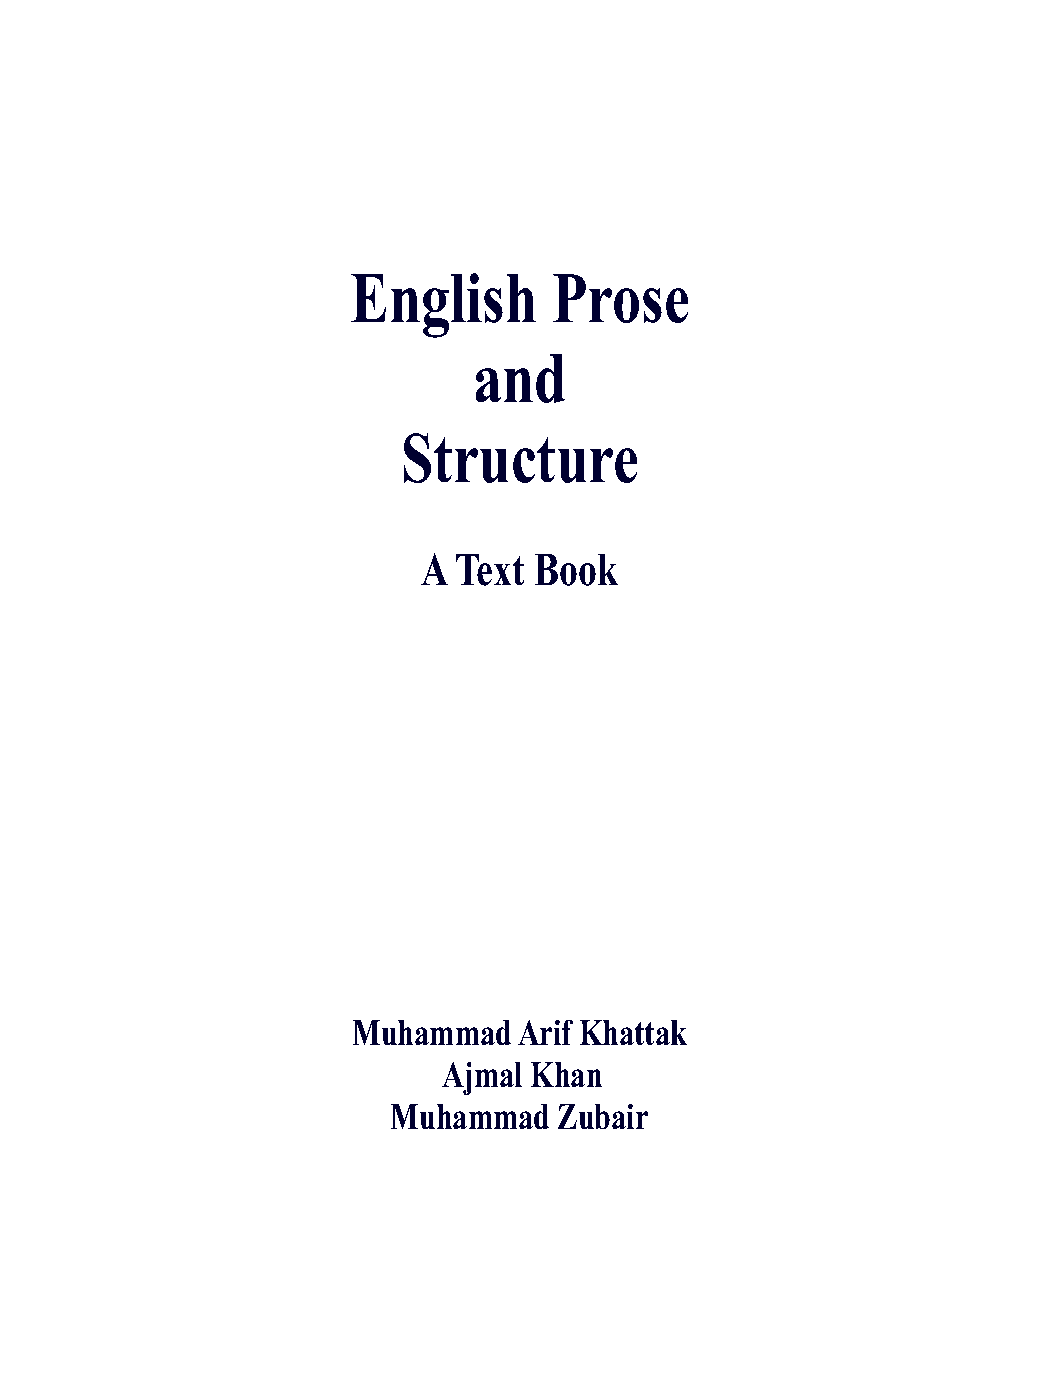 English Prose
and
Structure
A Text Book
Muhammad Arif Khattak
Ajmal Khan
Muhammad Zubair